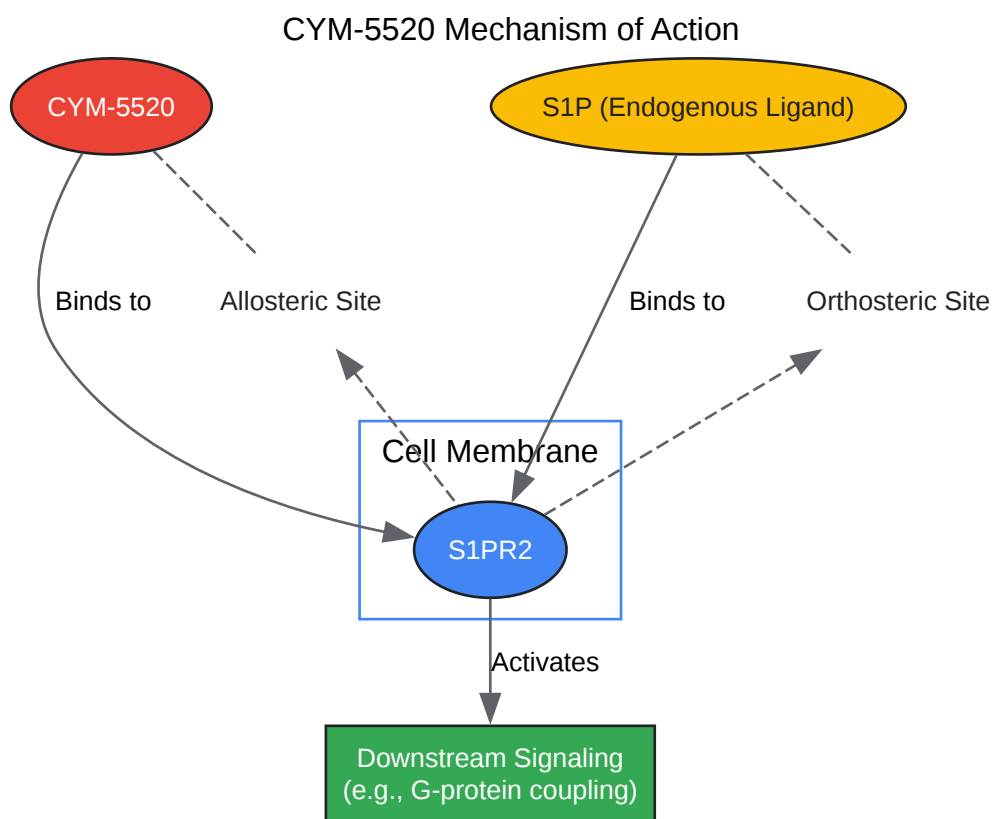 CYM-5520 Mechanism of Action
CYM-5520
S1P (Endogenous Ligand)
Binds to
Allosteric Site
Binds to
Orthosteric Site
Cell Membrane
S1PR2
Activates
Downstream Signaling
(e.g., G-protein coupling)